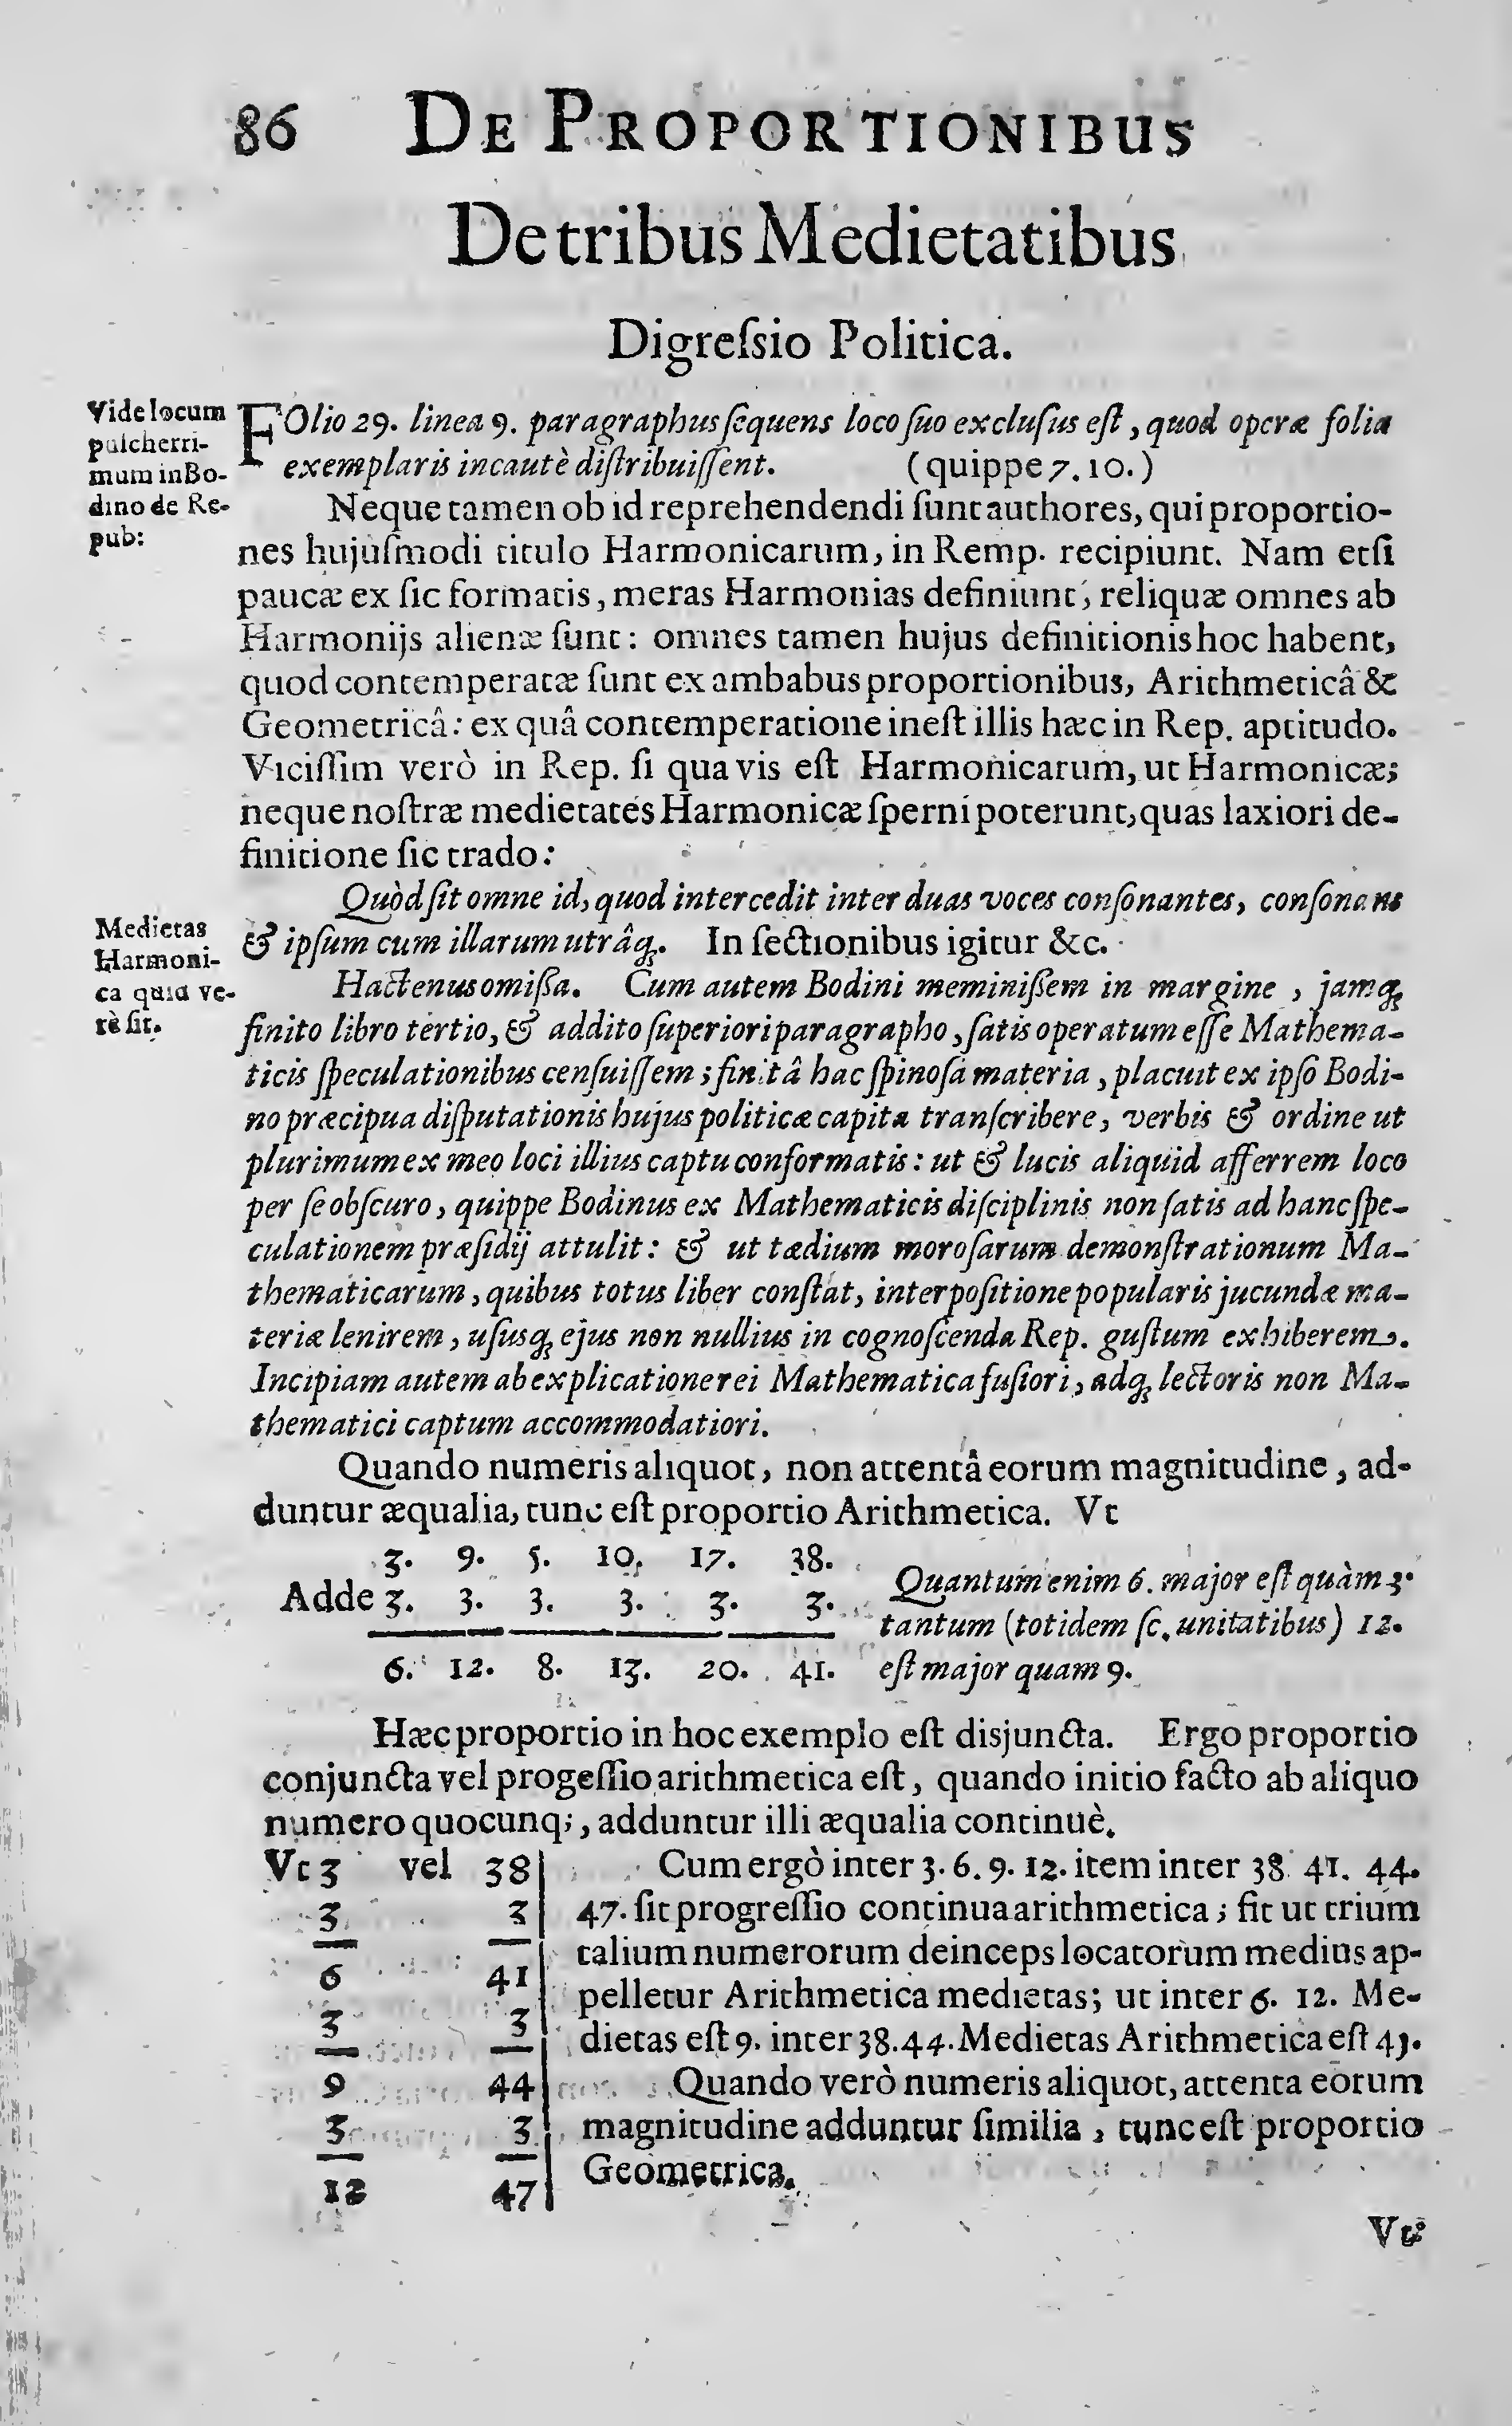 86 DE PROPORTIONIBUS
De tribus Medietatibus
Digreſsio Politica.
Vide locum
pulcherri-
mum in Bo-
dino de Re-
pub:
FOlio 29. linea 9. paragraphus ſequens loco ſuo excluſus eſt, quod operæ folia
exemplaris incautè diſtribuiſſent. (quippe 7. 10.)
Neque tamen ob id reprehendendi ſunt authores, qui proportio-
nes hujuſmodi titulo Harmonicarum, in Remp. recipiunt. Nam etſi
paucæ ex ſic formatis, meras Harmonias definiunt, reliquæ omnes ab
Harmonijs alienæ ſunt: omnes tamen hujus definitionis hoc habent,
quod contemperatæ ſunt ex ambabus proportionibus, Arithmeticâ &
Geometricâ: ex quâ contemperatione ineſt illis hæc in Rep. aptitudo.
Viciſſim verò in Rep. ſi qua vis eſt Harmonicarum, ut Harmonicæ;
neque noſtræ medietates Harmonicæ ſperni poterunt, quas laxiori de-
finitione ſic trado:
Quòd ſit omne id, quod intercedit inter duas voces conſonantes, conſonans
& ipſum cum illarum utrâq;. In ſectionibus igitur &c.
Medietas
Harmoni-
ca quid ve-
rè ſit.
Hactenus omiſſa. Cum autem Bodini meminiſſem in margine, jamq;
finito libro tertio, & addito ſuperiori paragrapho, ſatis operatum eſſe Mathema-
ticis ſpeculationibus cenſuiſſem; finitâ hac ſpinoſâ materia, placuit ex ipſo Bodi-
no præcipua diſputationis hujus politicæ capita tranſcribere, verbis & ordine ut
plurimum ex meo loci illius captu conformatis: ut & lucis aliquid afferrem loco
per ſe obſcuro, quippe Bodinus ex Mathematicis diſciplinis non ſatis ad hanc ſpe-
culationem præſidij attulit: & ut tædium moroſarum demonſtrationum Ma-
thematicarum, quibus totus liber conſtat, interpoſitione popularis jucundæ ma-
teriæ lenirem, uſusq; ejus non nullius in cognoſcenda Rep. guſtum exhiberem.
Incipiam autem ab explicatione rei Mathematica fuſiori, adq; lectoris non Ma-
thematici captum accommodatiori.
Quando numeris aliquot, non attentâ eorum magnitudine, ad-
duntur æqualia, tunc eſt proportio Arithmetica. Vt
3. 9. 5. 10. 17. 38.
Adde 3. 3. 3. 3. 3. 3.
6. 12. 8. 13. 20. 41.
Quantum enim 6. major eſt quàm 3.
tantum (totidem ſc. unitatibus) 12.
eſt major quam 9.
Hæc proportio in hoc exemplo eſt disjuncta. Ergo proportio
conjuncta vel progeſſio arithmetica eſt, quando initio facto ab aliquo
numero quocunq;, adduntur illi æqualia continuè.
Vt 3 vel 38
3 3
6 41
3 3
9 44
3 3
12 47
Cum ergò inter 3. 6. 9. 12. item inter 38 41. 44.
47. ſit progreſſio continua arithmetica; fit ut trium
talium numerorum deinceps locatorum medius ap-
pelletur Arithmetica medietas; ut inter 6. 12. Me-
dietas eſt 9. inter 38. 44. Medietas Arithmetica eſt 41.
Quando verò numeris aliquot, attenta eorum
magnitudine adduntur ſimilia, tunc eſt proportio
Geometrica.
Vt